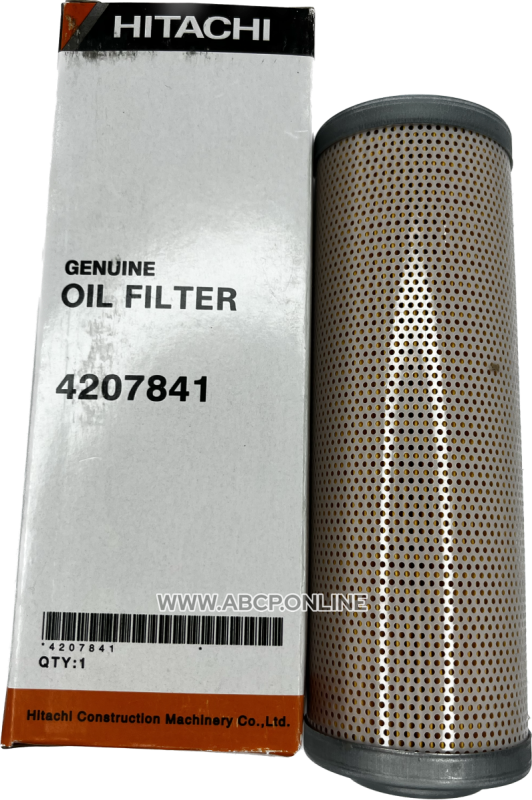 HITACHI
GENUINE
OIL FILTER
4207841
WWW.ABCP.ONLINE
*4207841 *
QTY:1
Hitachi Construction Machinery Co.,Ltd.